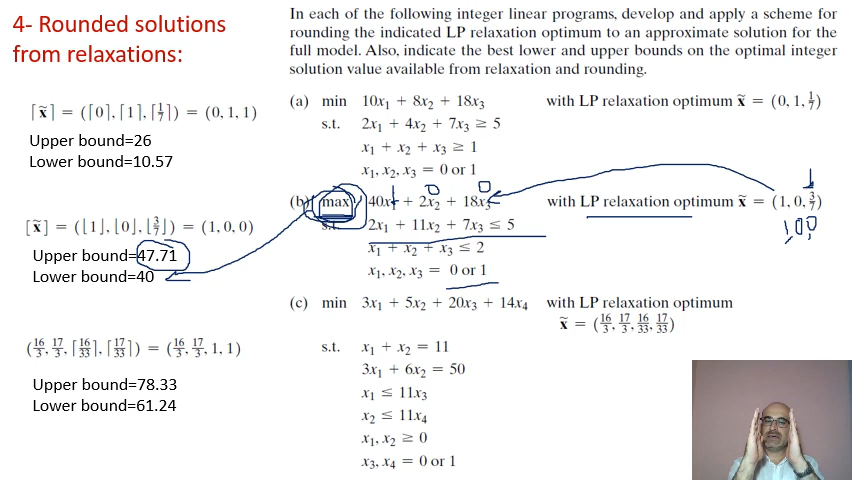 4- Rounded solutions
from relaxations:
⌈x̃⌉ = (⌈0⌉, ⌈1⌉, ⌈1/7⌉) = (0, 1, 1)
Upper bound=26
Lower bound=10.57
⌊x̃⌋ = (⌊1⌋, ⌊0⌋, ⌊3/7⌋) = (1, 0, 0)
Upper bound=47.71
Lower bound=40
(16/3, 17/3, ⌈16/33⌉, ⌈17/33⌉) = (16/3, 17/3, 1, 1)
Upper bound=78.33
Lower bound=61.24
In each of the following integer linear programs, develop and apply a scheme for
rounding the indicated LP relaxation optimum to an approximate solution for the
full model. Also, indicate the best lower and upper bounds on the optimal integer
solution value available from relaxation and rounding.
(a) min 10x₁ + 8x₂ + 18x₃ with LP relaxation optimum x̃ = (0, 1, 1/7)
s.t. 2x₁ + 4x₂ + 7x₃ ≥ 5
x₁ + x₂ + x₃ ≥ 1
x₁, x₂, x₃ = 0 or 1
1 0 0
(b) max 40x₁ + 2x₂ + 18x₃ with LP relaxation optimum x̃ = (1, 0, 3/7)
s.t. 2x₁ + 11x₂ + 7x₃ ≤ 5
1,0,0
x₁ + x₂ + x₃ ≤ 2
x₁, x₂, x₃ = 0 or 1
(c) min 3x₁ + 5x₂ + 20x₃ + 14x₄ with LP relaxation optimum
x̃ = (16/3, 17/3, 16/33, 17/33)
s.t. x₁ + x₂ = 11
3x₁ + 6x₂ = 50
x₁ ≤ 11x₃
x₂ ≤ 11x₄
x₁, x₂ ≥ 0
x₃, x₄ = 0 or 1